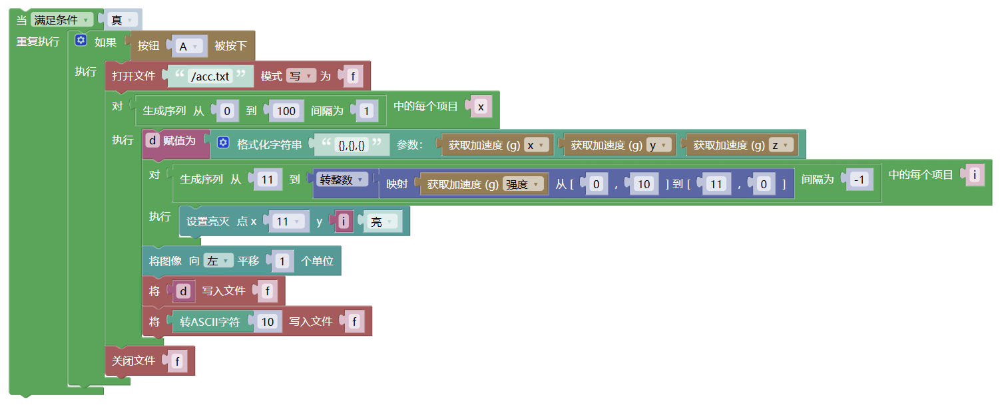 当 满足条件 真
重复执行 如果 按钮 A 被按下
执行 打开文件 “ /acc.txt ” 模式 写 为 f
对 生成序列 从 0 到 100 间隔为 1 中的每个项目 x
执行 d 赋值为 格式化字符串 “ {},{},{} ” 参数: 获取加速度 (g) x 获取加速度 (g) y 获取加速度 (g) z
对 生成序列 从 11 到 转整数 映射 获取加速度 (g) 强度 从 [ 0 , 10 ] 到 [ 11 , 0 ] 间隔为 -1 中的每个项目 i
执行 设置亮灭 点 x 11 y i 亮
将图像 向 左 平移 1 个单位
将 d 写入文件 f
将 转ASCII字符 10 写入文件 f
关闭文件 f